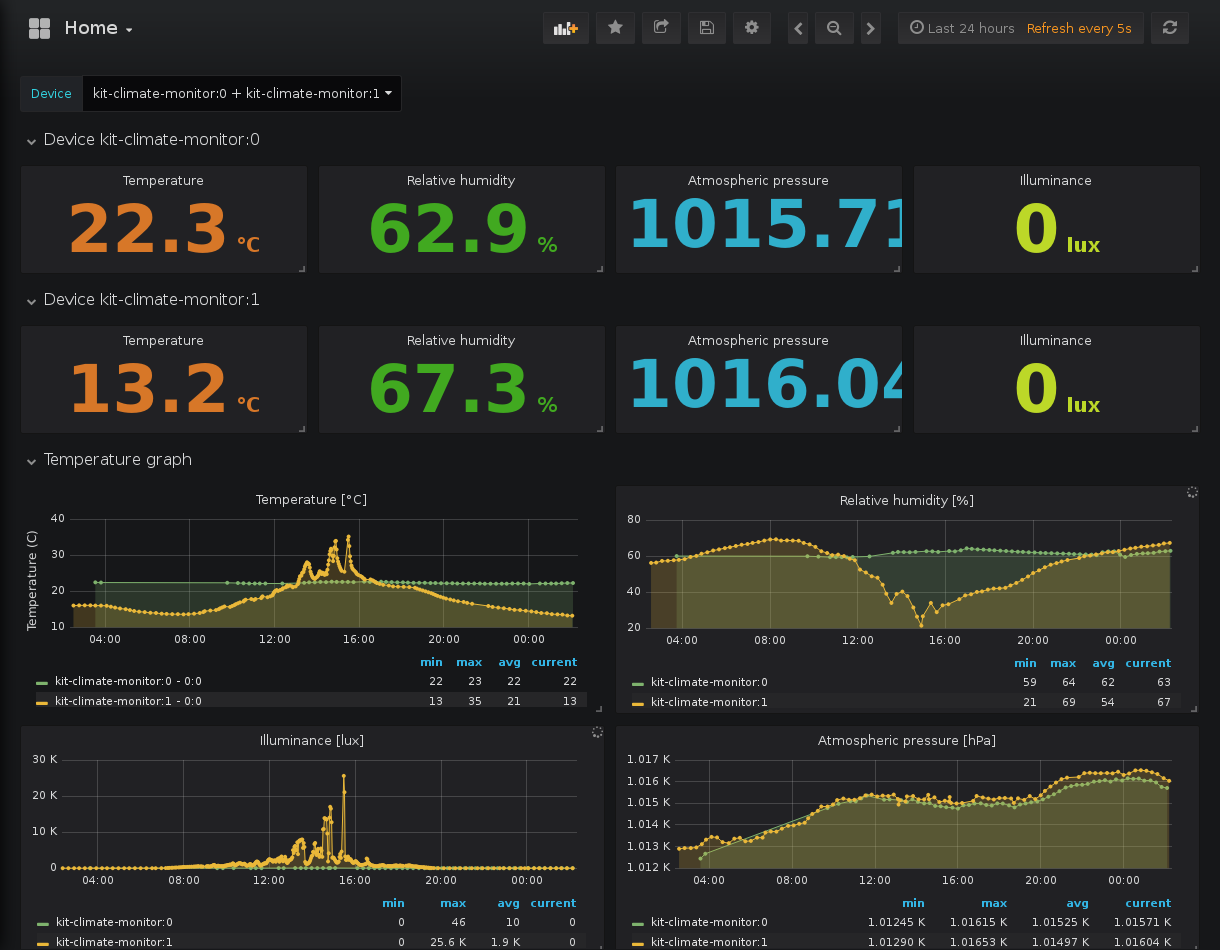 Home
Last 24 hours Refresh every 5s
Device kit-climate-monitor:0 + kit-climate-monitor:1
Device kit-climate-monitor:0
Temperature Relative humidity Atmospheric pressure Illuminance
22.3 °C 62.9 % 1015.71 0 lux
Device kit-climate-monitor:1
Temperature Relative humidity Atmospheric pressure Illuminance
13.2 °C 67.3 % 1016.04 0 lux
Temperature graph
Temperature [°C]
Temperature (C)
40
30
20
10
04:00 08:00 12:00 16:00 20:00 00:00
min max avg current
kit-climate-monitor:0 - 0:0 22 23 22 22
kit-climate-monitor:1 - 0:0 13 35 21 13
Relative humidity [%]
80
60
40
20
04:00 08:00 12:00 16:00 20:00 00:00
min max avg current
kit-climate-monitor:0 59 64 62 63
kit-climate-monitor:1 21 69 54 67
Illuminance [lux]
30 K
20 K
10 K
0
04:00 08:00 12:00 16:00 20:00 00:00
min max avg current
kit-climate-monitor:0 0 46 10 0
kit-climate-monitor:1 0 25.6 K 1.9 K 0
Atmospheric pressure [hPa]
1.017 K
1.016 K
1.015 K
1.014 K
1.013 K
1.012 K
04:00 08:00 12:00 16:00 20:00 00:00
min max avg current
kit-climate-monitor:0 1.01245 K 1.01615 K 1.01525 K 1.01571 K
kit-climate-monitor:1 1.01290 K 1.01653 K 1.01497 K 1.01604 K